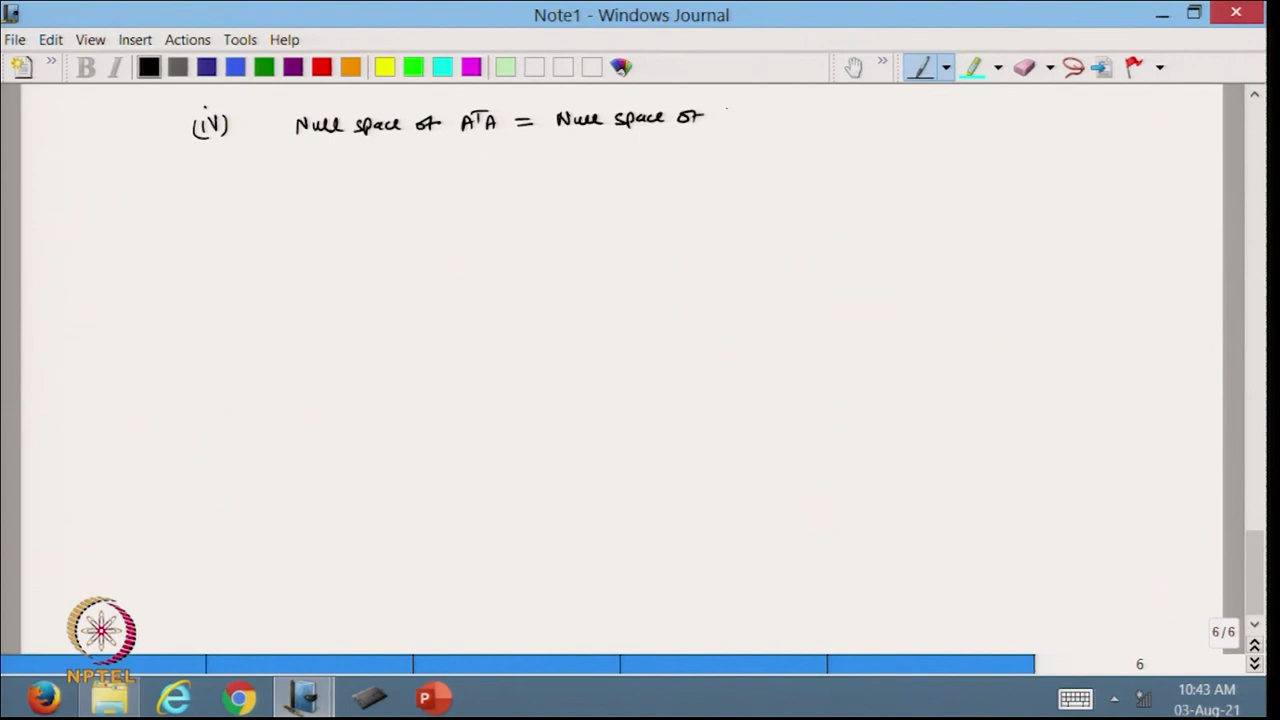 Note1 - Windows Journal
File Edit View Insert Actions Tools Help
(iv) Null space of AᵀA = Null space of
6 / 6
6
NPTEL
10:43 AM
03-Aug-21